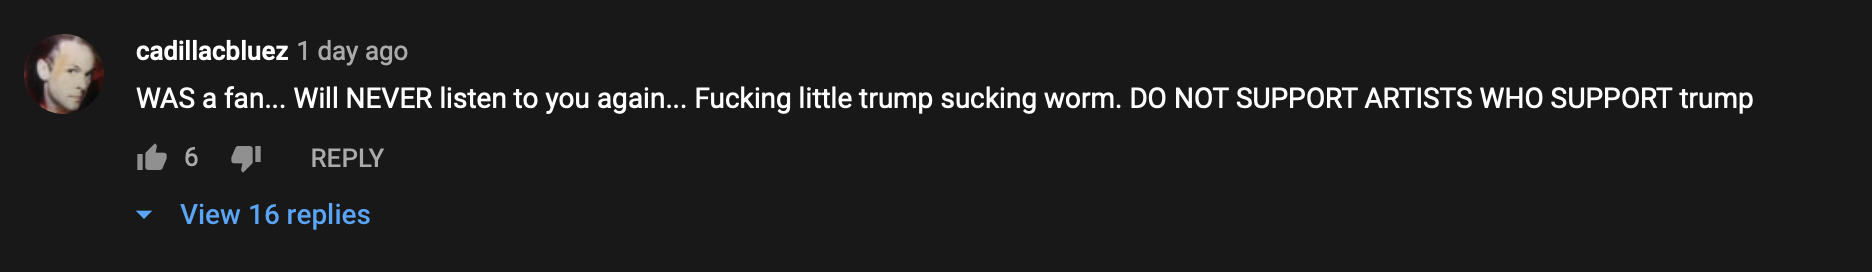 cadillacbluez 1 day ago
WAS a fan... Will NEVER listen to you again... Fucking little trump sucking worm. DO NOT SUPPORT ARTISTS WHO SUPPORT trump
6 REPLY
View 16 replies